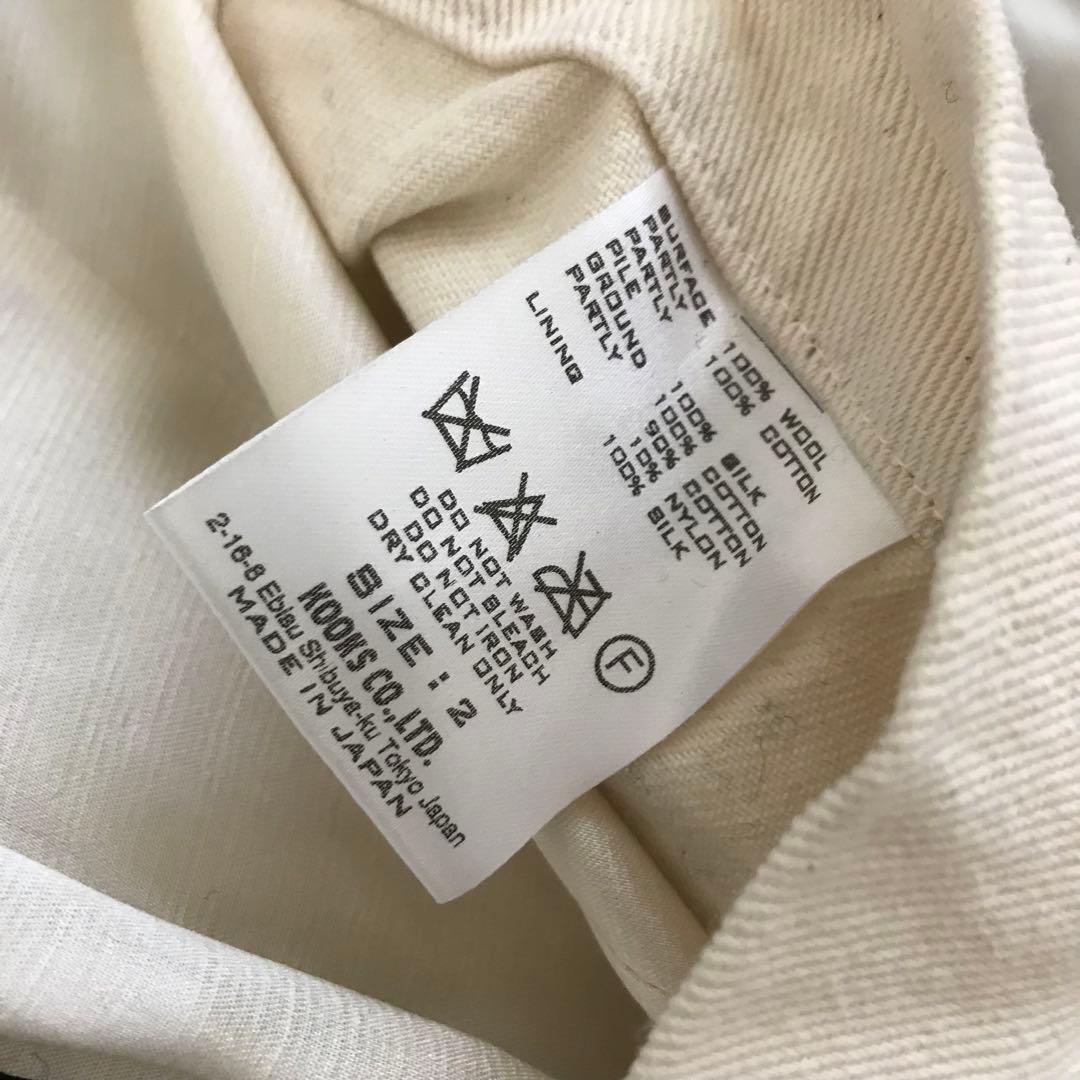 SURFACE 100% WOOL
PARTLY 100% COTTON
PARTLY
PILE 100% SILK
GROUND 100% COTTON
PARTLY 90% COTTON
10% NYLON
LINING 100% SILK
F
DO NOT WASH
DO NOT BLEACH
DO NOT IRON
DRY CLEAN ONLY
SIZE : 2
KOOKS CO.,LTD.
2-16-8 Ebisu Shibuya-ku Tokyo Japan
MADE IN JAPAN